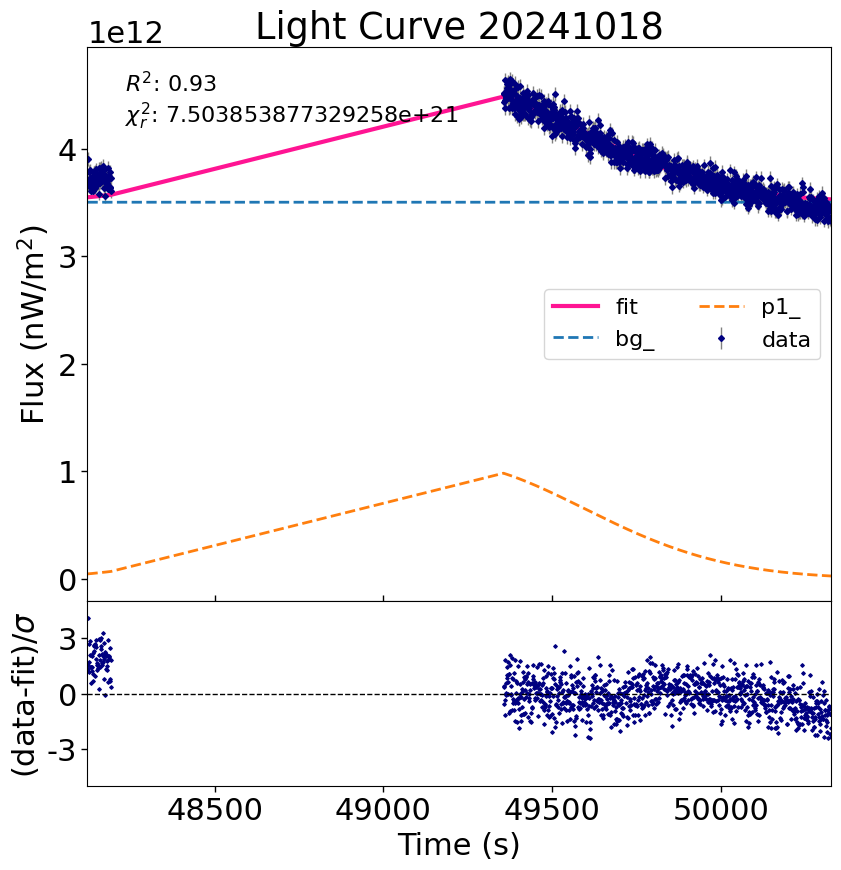 Light Curve 20241018
1e12
R²: 0.93
χ²ᵣ: 7.503853877329258e+21
4
3
2
1
0
Flux (nW/m²)
fit
bg_
p1_
data
3
0
-3
(data-fit)/σ
48500 49000 49500 50000
Time (s)